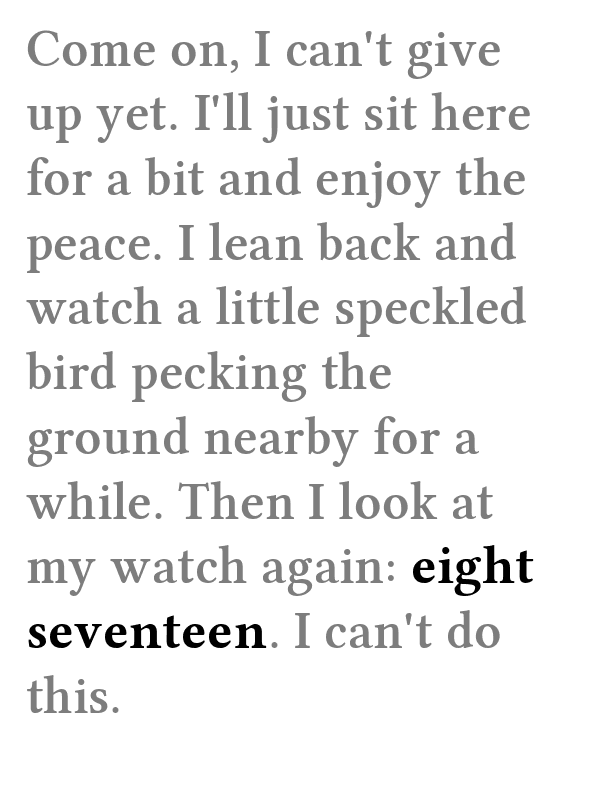 Come on, I can't give
up yet. I'll just sit here
for a bit and enjoy the
peace. I lean back and
watch a little speckled
bird pecking the
ground nearby for a
while. Then I look at
my watch again: eight
seventeen. I can't do
this.